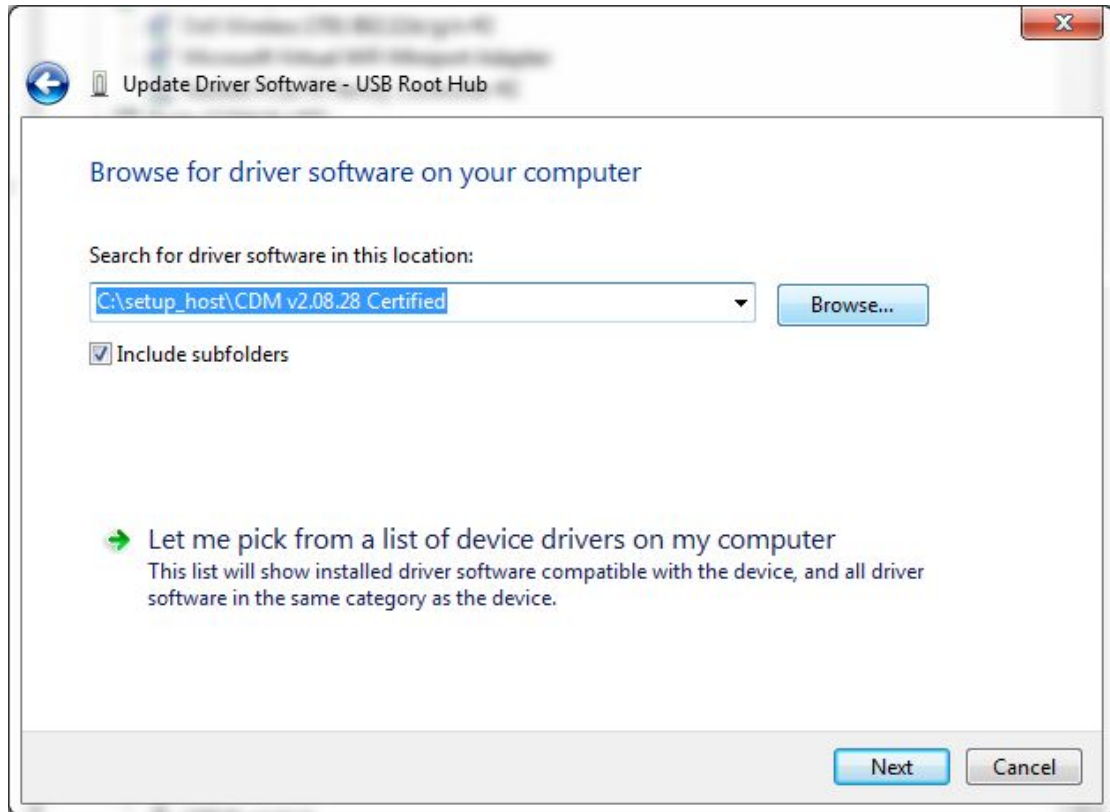 Update Driver Software - USB Root Hub
Browse for driver software on your computer
Search for driver software in this location:
C:\setup_host\CDM v2.08.28 Certified
Browse...
Include subfolders
Let me pick from a list of device drivers on my computer
This list will show installed driver software compatible with the device, and all driver
software in the same category as the device.
Next
Cancel